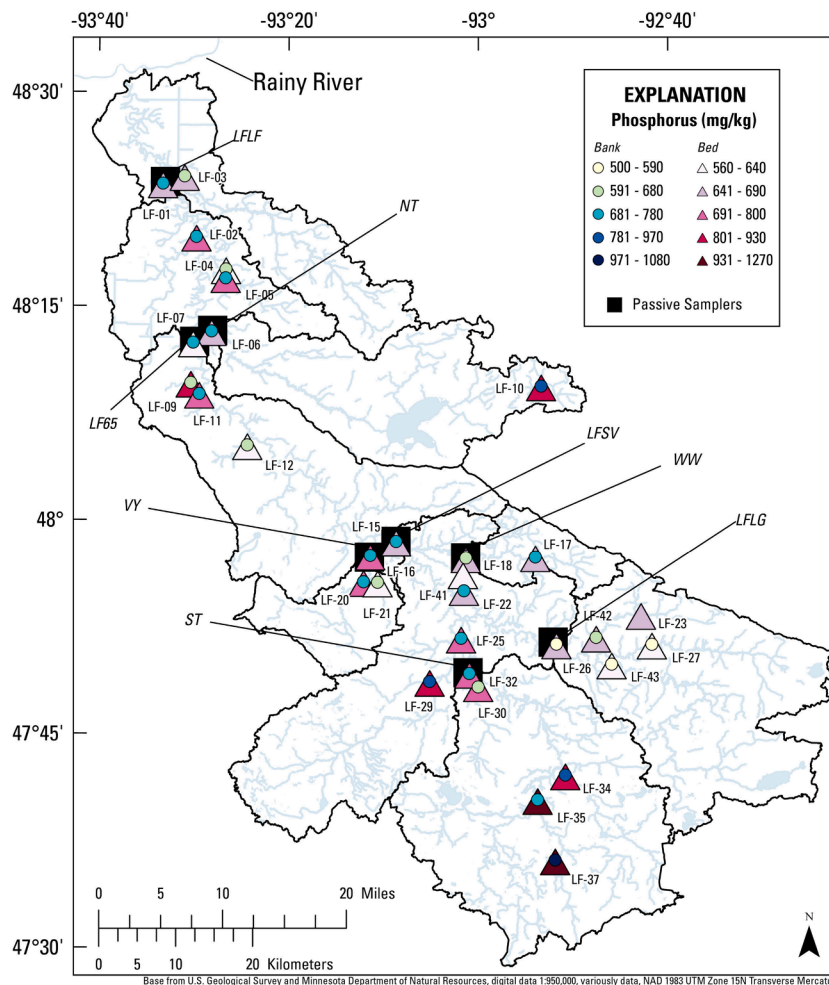 -93°40' -93°20' -93° -92°40'
48°30'
Rainy River
EXPLANATION
Phosphorus (mg/kg)
Bank Bed
500 - 590 560 - 640
591 - 680 641 - 690
681 - 780 691 - 800
781 - 970 801 - 930
971 - 1080 931 - 1270
Passive Samplers
LFLF
LF-03
LF-01
NT
LF-02
LF-04
LF-05
48°15'
LF-07
LF-06
LF-10
LF-09
LF-11
LF65
LFSV
LF-12
WW
VY
48°
LFLG
LF-15
LF-17
LF-16
LF-18
LF-20
LF-21
LF-41
LF-22
LF-42
LF-23
ST
LF-25
LF-26
LF-27
LF-43
LF-32
LF-29
LF-30
47°45'
LF-34
LF-35
LF-37
0 5 10 20 Miles
0 5 10 20 Kilometers
N
47°30'
Base from U.S. Geological Survey and Minnesota Department of Natural Resources, digital data 1:950,000, variously data, NAD 1983 UTM Zone 15N Transverse Mercat